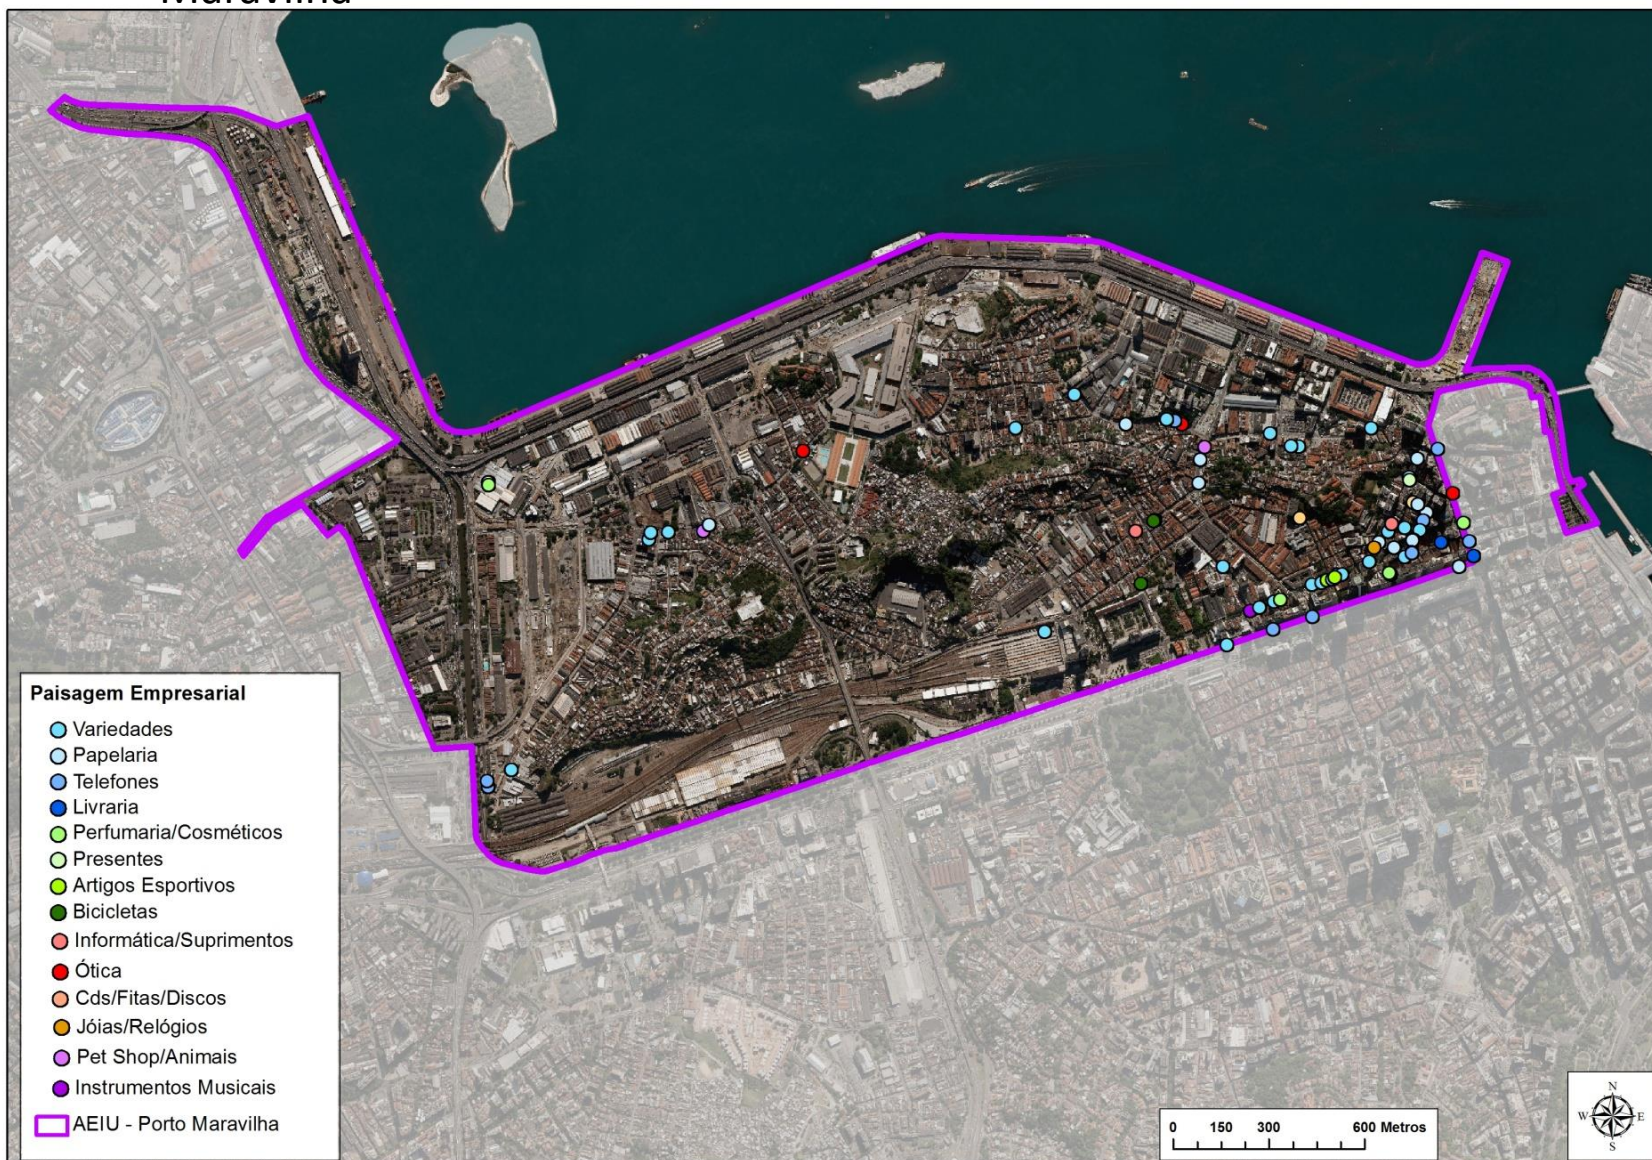 Maravilha
Paisagem Empresarial
Variedades
Papelaria
Telefones
Livraria
Perfumaria/Cosméticos
Presentes
Artigos Esportivos
Bicicletas
Informática/Suprimentos
Ótica
Cds/Fitas/Discos
Jóias/Relógios
Pet Shop/Animais
Instrumentos Musicais
AEIU - Porto Maravilha
0 150 300 600 Metros
N
W E
S